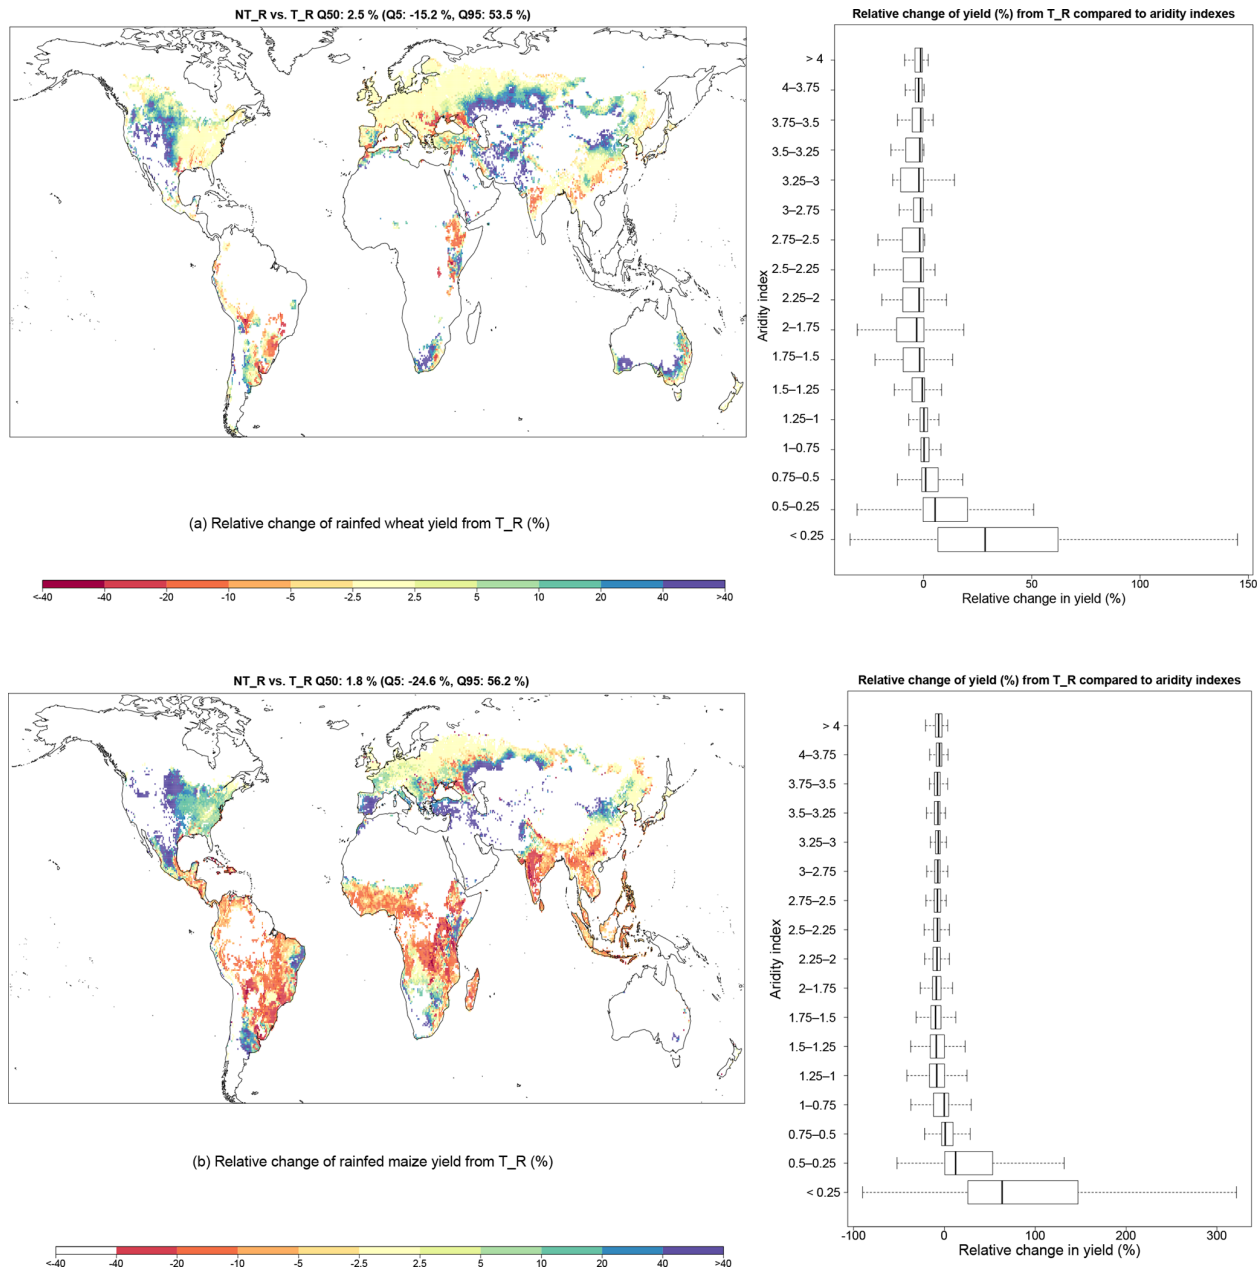 NT_R vs. T_R Q50: 2.5 % (Q5: -15.2 %, Q95: 53.5 %)
(a) Relative change of rainfed wheat yield from T_R (%)
<-40 -40 -20 -10 -5 -2.5 2.5 5 10 20 40 >40
Relative change of yield (%) from T_R compared to aridity indexes
Aridity index
> 4
4–3.75
3.75–3.5
3.5–3.25
3.25–3
3–2.75
2.75–2.5
2.5–2.25
2.25–2
2–1.75
1.75–1.5
1.5–1.25
1.25–1
1–0.75
0.75–0.5
0.5–0.25
< 0.25
0 50 100 150
Relative change in yield (%)
NT_R vs. T_R Q50: 1.8 % (Q5: -24.6 %, Q95: 56.2 %)
(b) Relative change of rainfed maize yield from T_R (%)
<-40 -40 -20 -10 -5 -2.5 2.5 5 10 20 40 >40
Relative change of yield (%) from T_R compared to aridity indexes
Aridity index
> 4
4–3.75
3.75–3.5
3.5–3.25
3.25–3
3–2.75
2.75–2.5
2.5–2.25
2.25–2
2–1.75
1.75–1.5
1.5–1.25
1.25–1
1–0.75
0.75–0.5
0.5–0.25
< 0.25
-100 0 100 200 300
Relative change in yield (%)